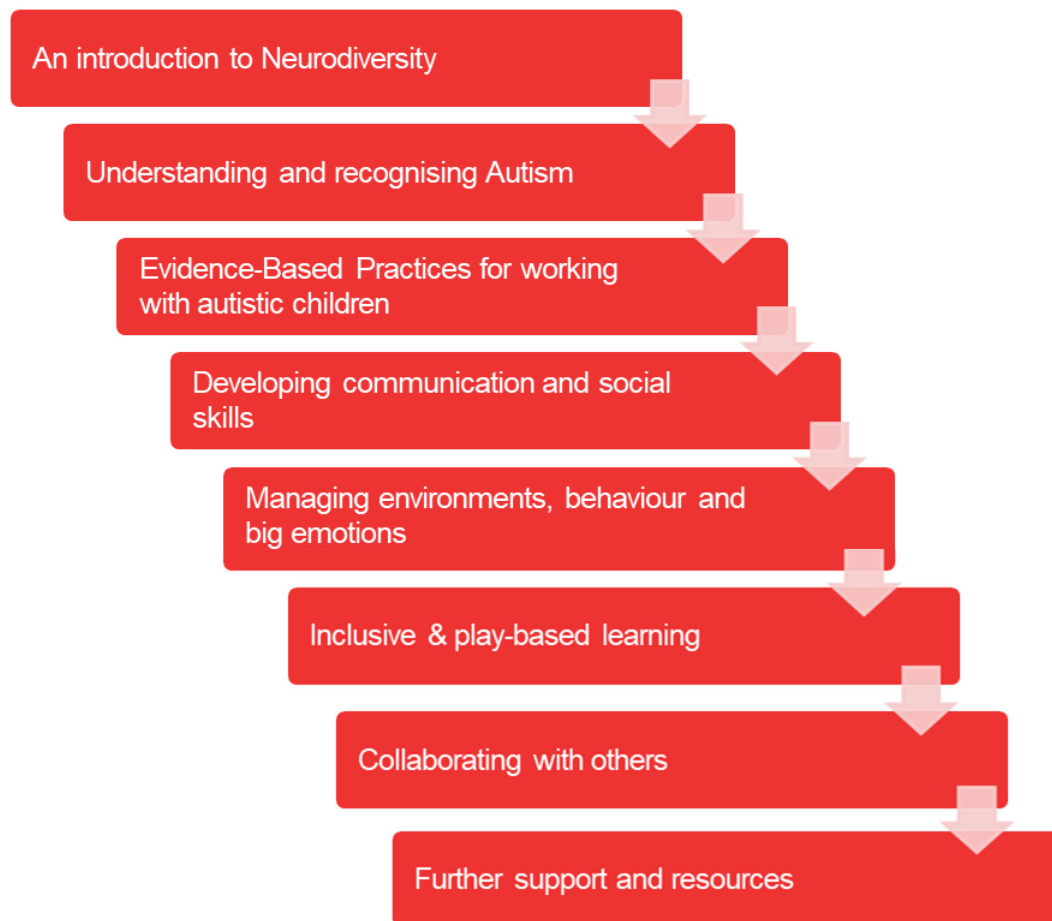 An introduction to Neurodiversity
Understanding and recognising Autism
Evidence-Based Practices for working
with autistic children
Developing communication and social
skills
Managing environments, behaviour and
big emotions
Inclusive & play-based learning
Collaborating with others
Further support and resources